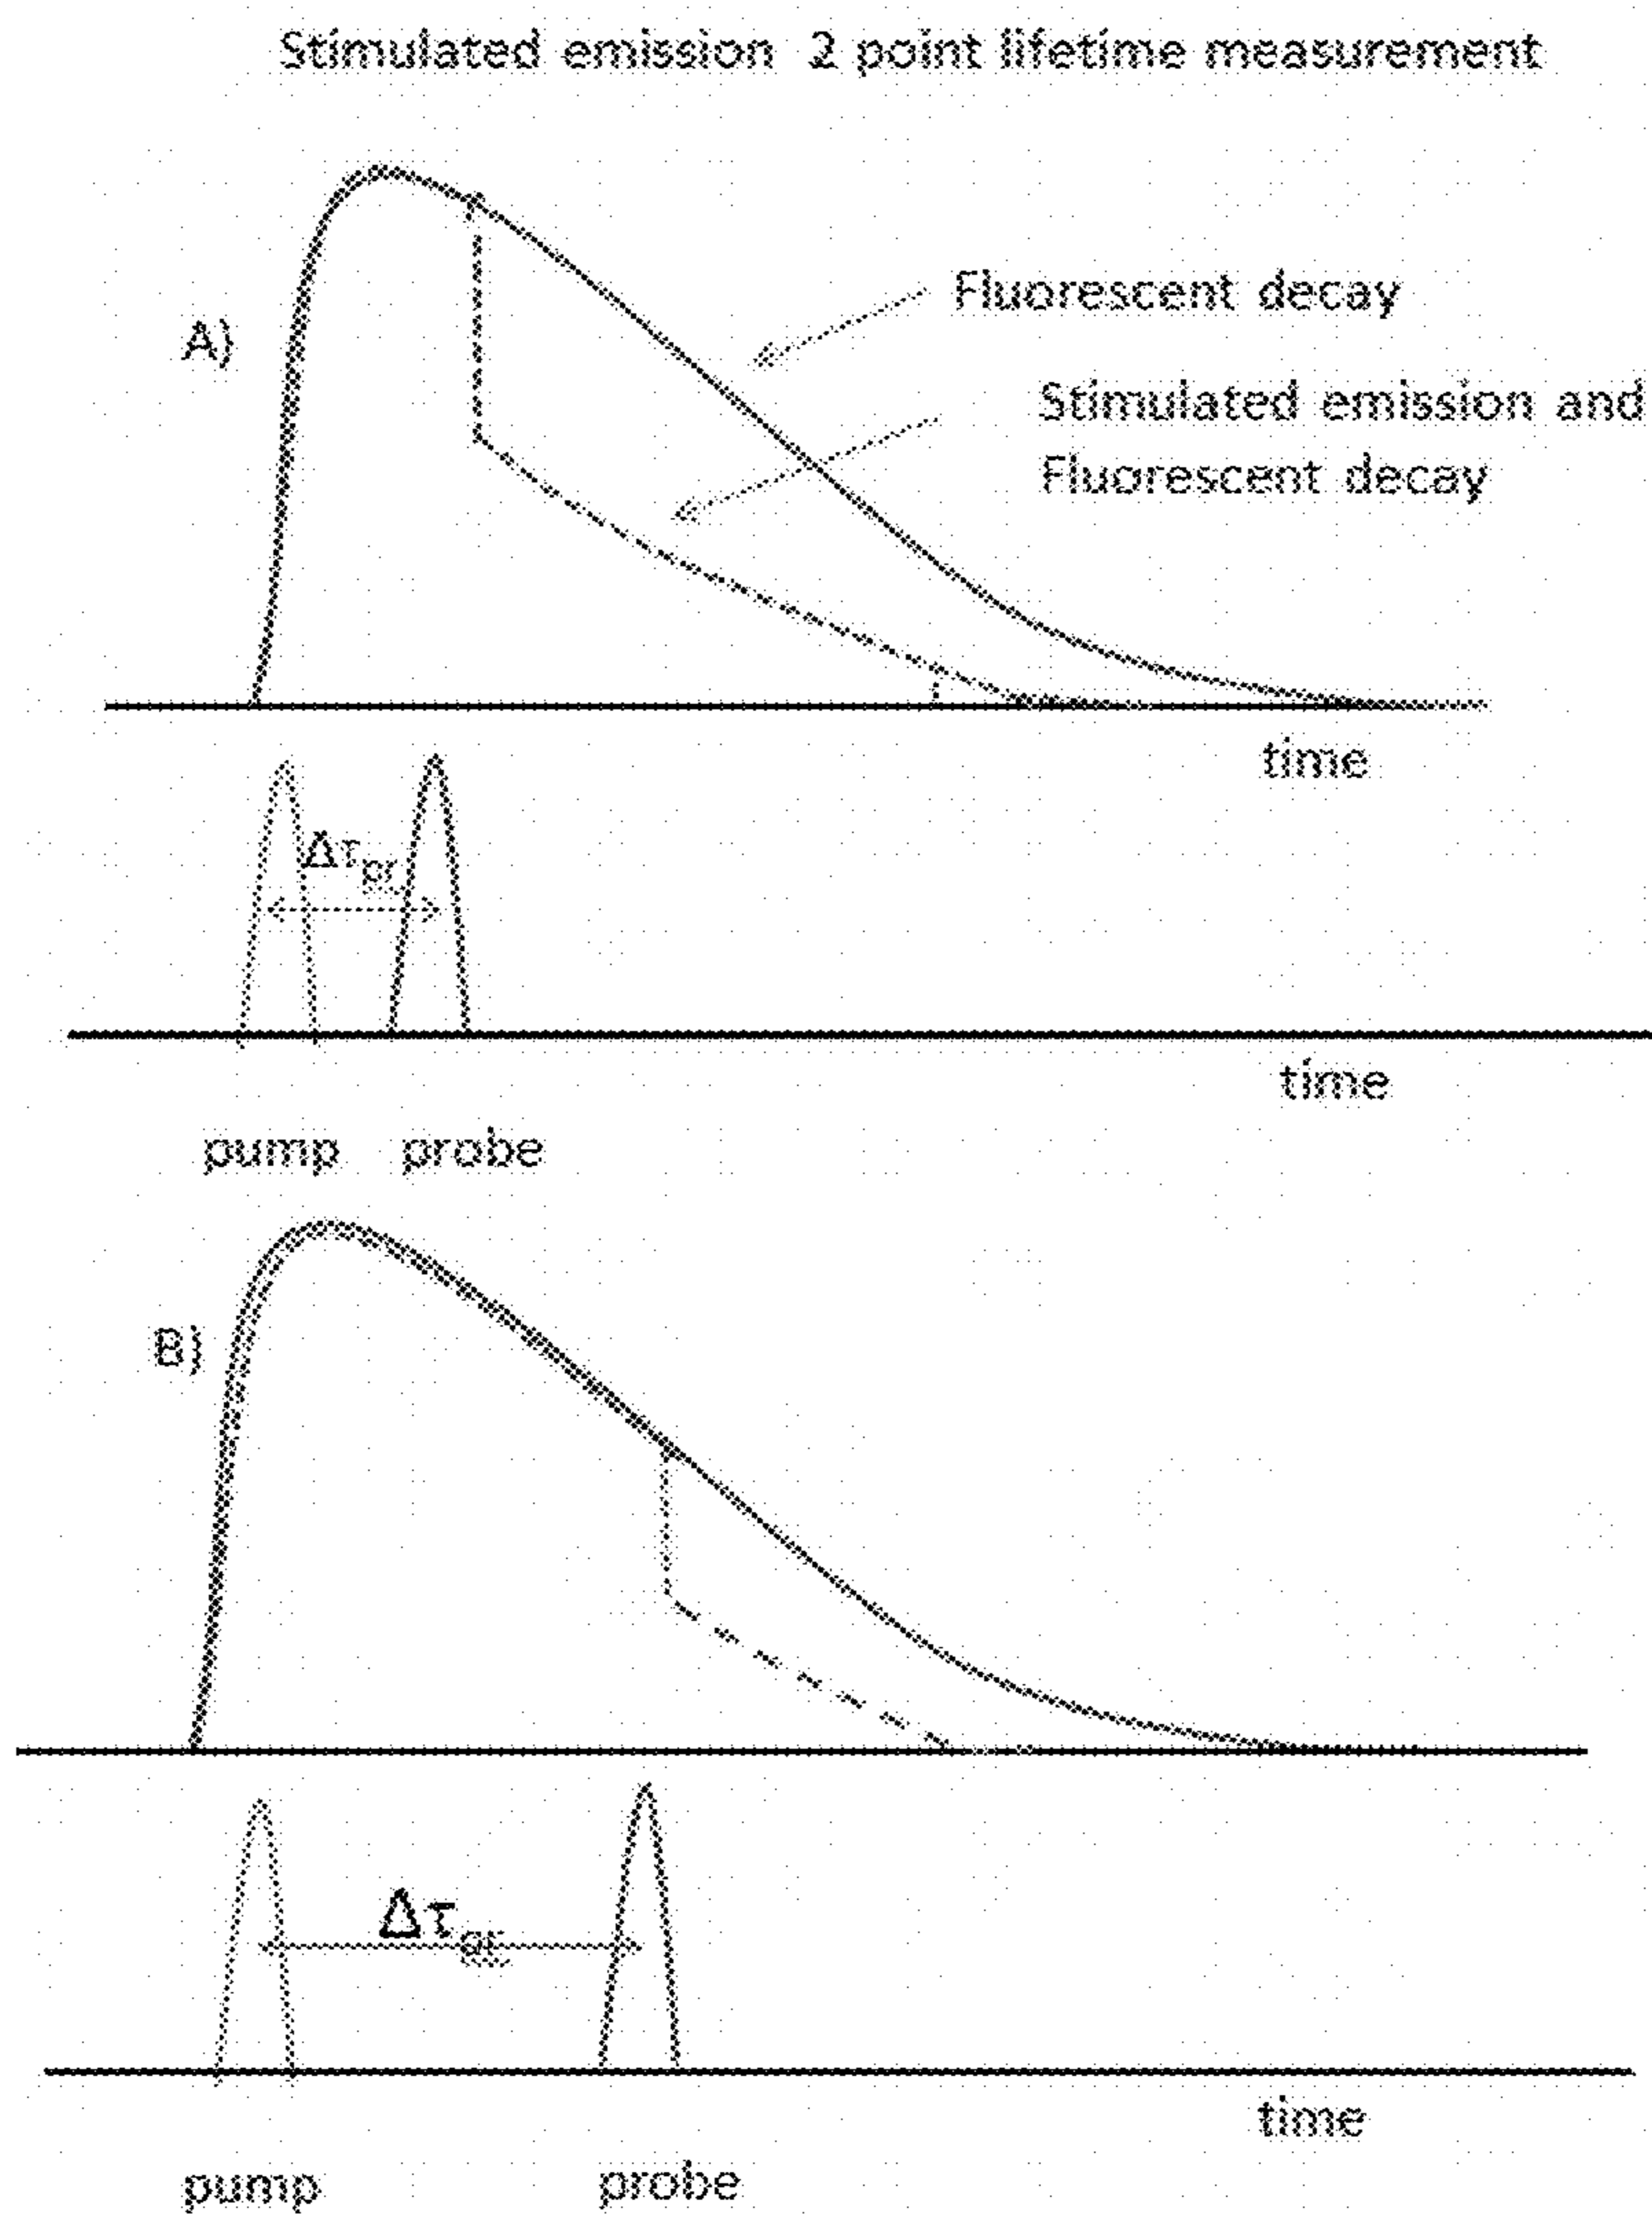 Stimulated emission 2 point lifetime measurement
A)
Fluorescent decay
Stimulated emission and
Fluorescent decay
time
Δτpr
time
pump probe
B)
Δτ
time
pump probe